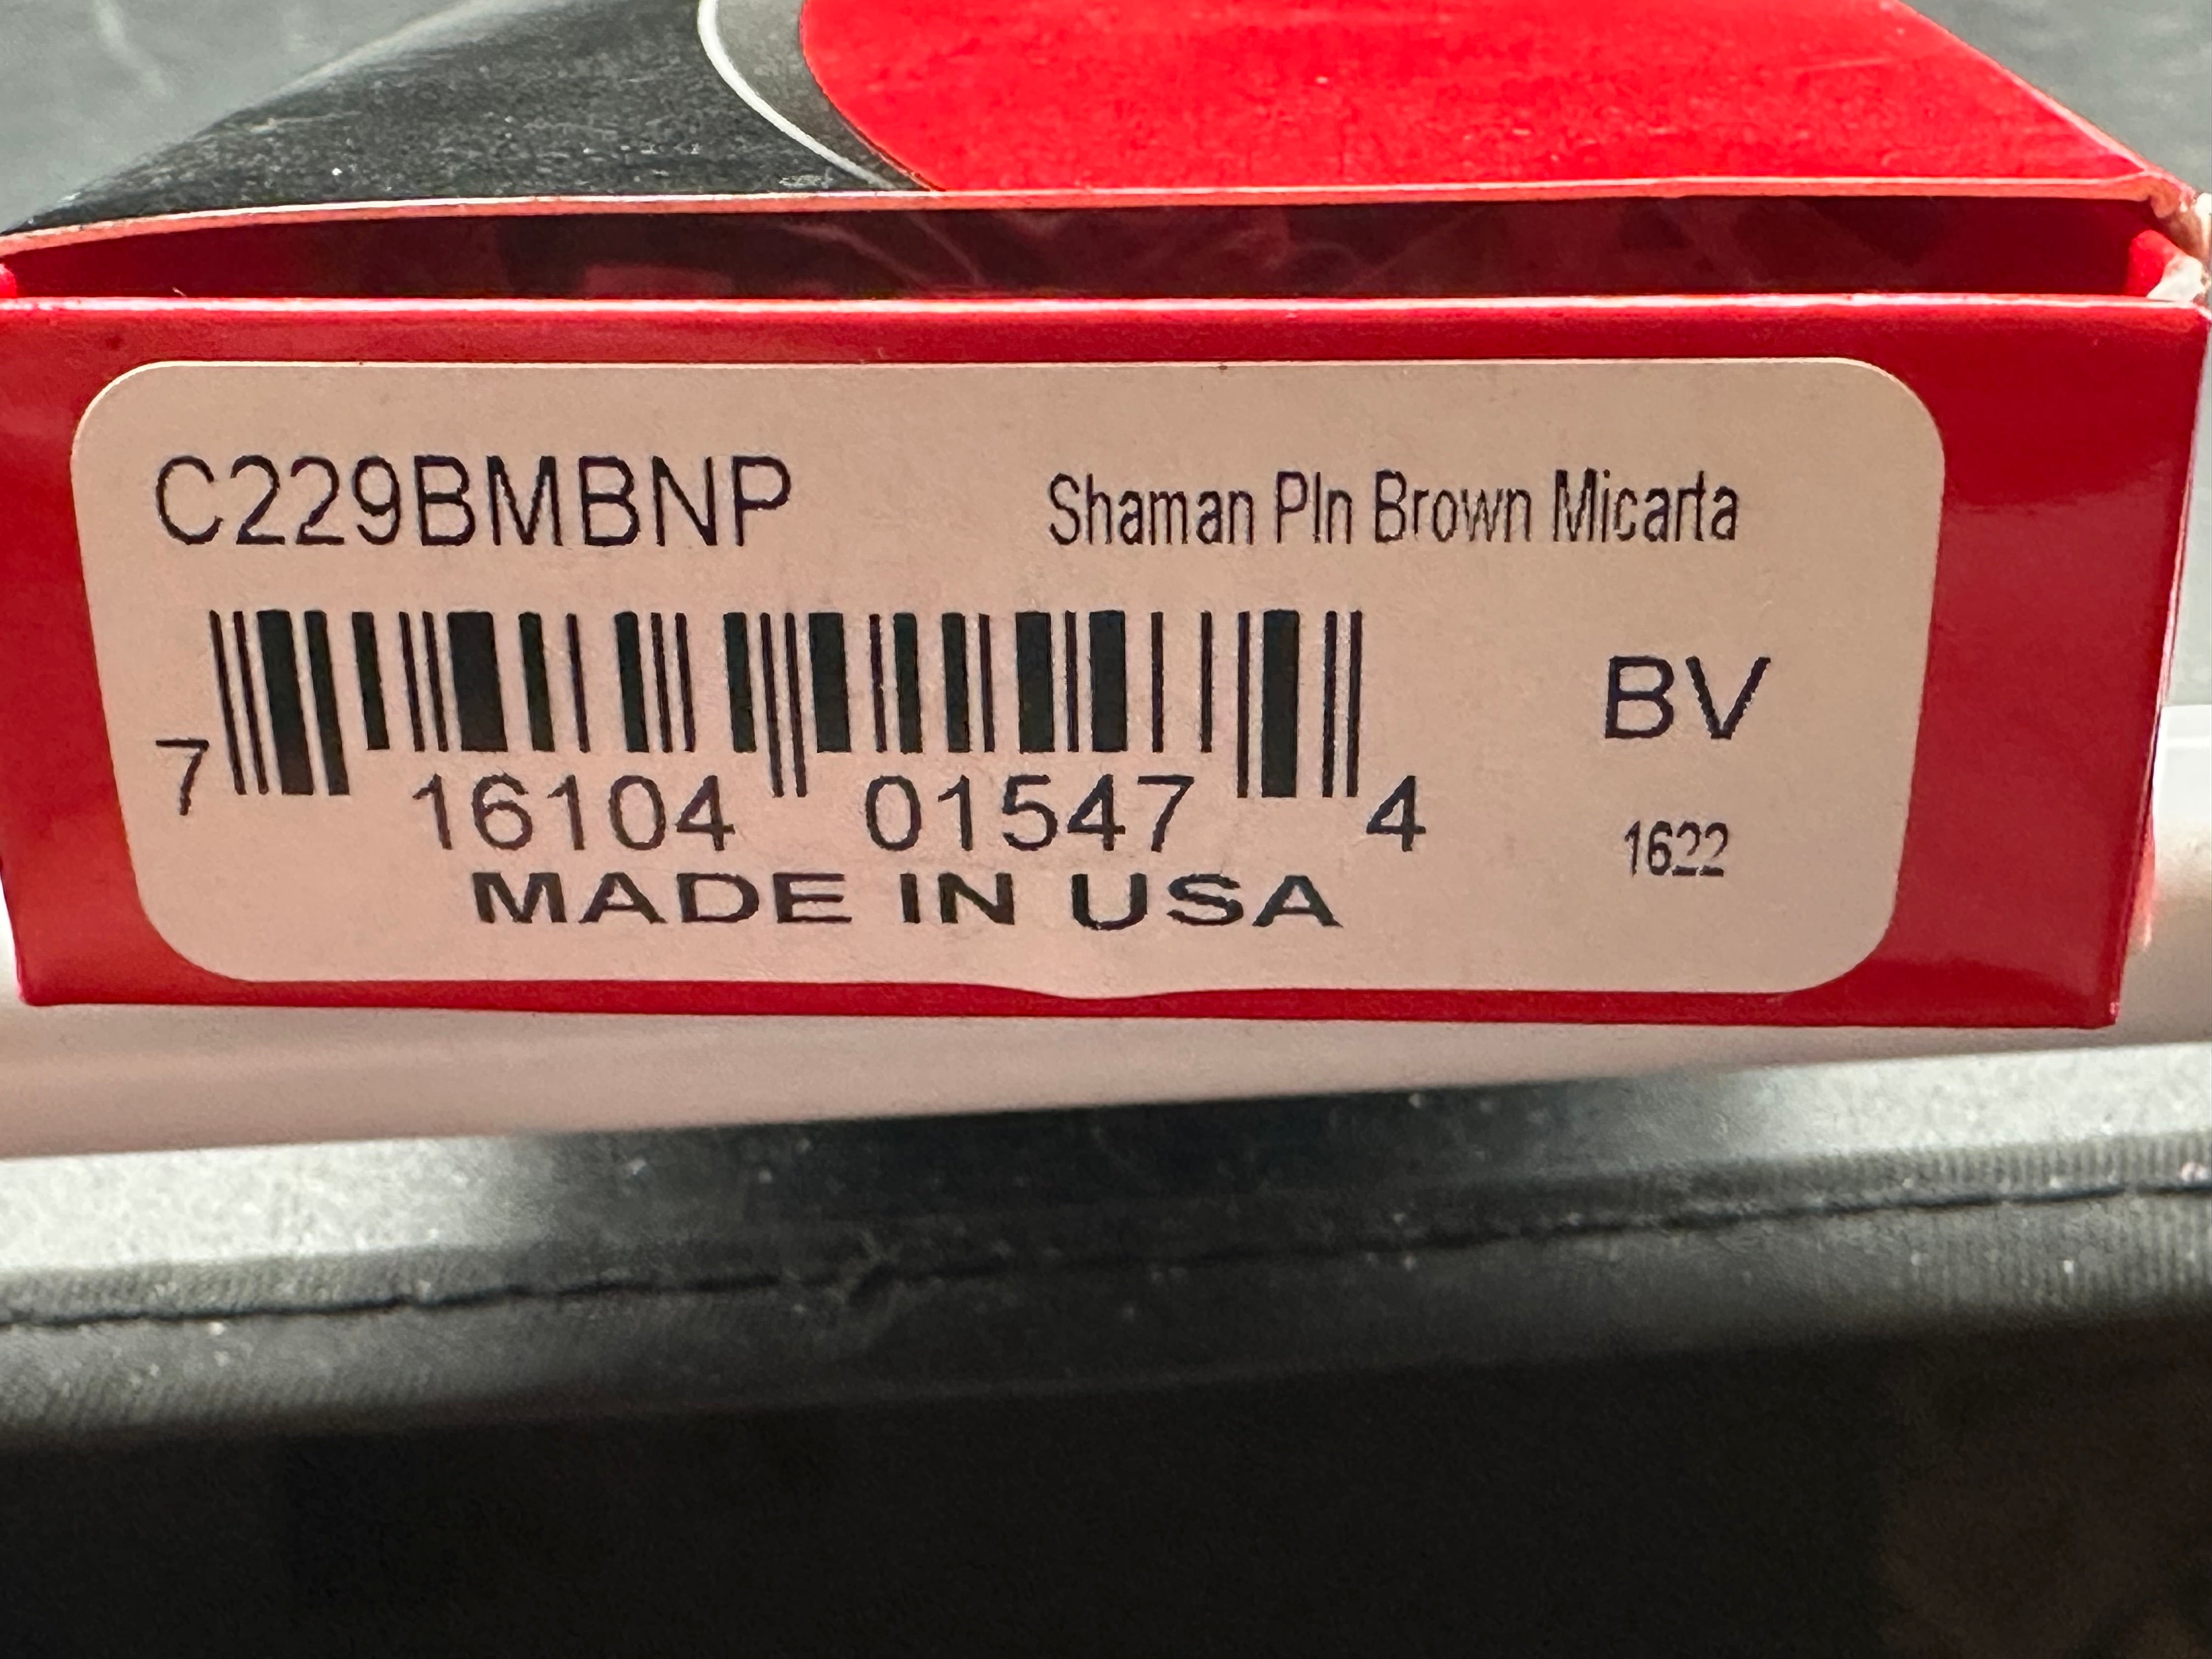 C229BMBNP Shaman Pln Brown Micarta
BV
7 16104 01547 4
1622
MADE IN USA